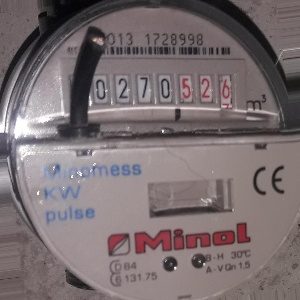 013 1728998
0270526
m³
Minomess
KW
pulse
CE
Minol
B - H 30°C
84
131.75
A - V Qn 1.5